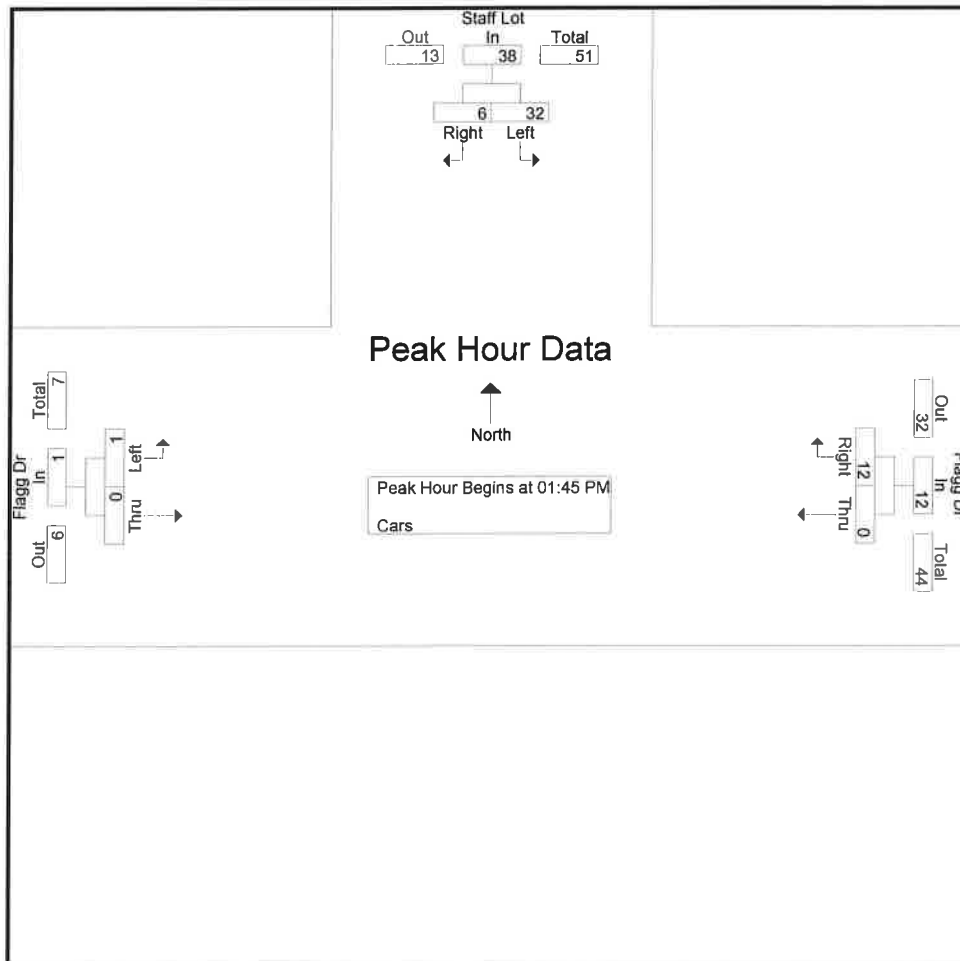 Staff Lot
Out In Total
13 38 51
6 32
Right Left
Peak Hour Data
North
Peak Hour Begins at 01:45 PM
Cars
Flagg Dr
Out In Total
6 1 7
0 1
Thru Left
Flagg Dr
Out In Total
32 12 44
12 0
Right Thru